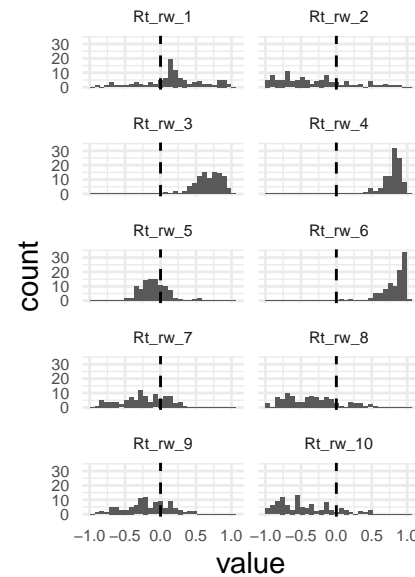 Rt_rw_1 Rt_rw_2
30
20
10
0
Rt_rw_3 Rt_rw_4
30
20
10
0
Rt_rw_5 Rt_rw_6
30
20
10
0
Rt_rw_7 Rt_rw_8
30
20
10
0
Rt_rw_9 Rt_rw_10
30
20
10
0
count
−1.0 −0.5 0.0 0.5 1.0 −1.0 −0.5 0.0 0.5 1.0
value